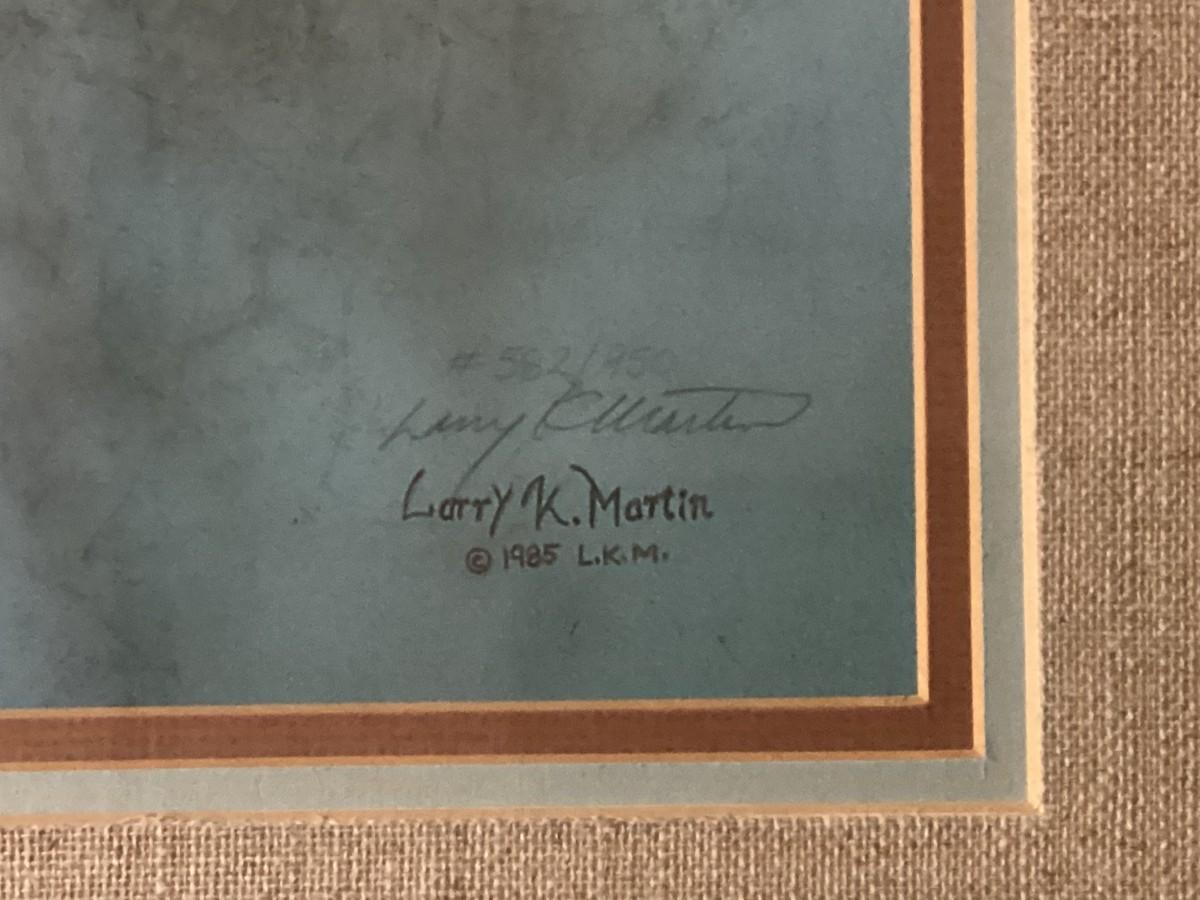 # 582/950
Larry K Martin
Larry K. Martin
© 1985 L.K.M.